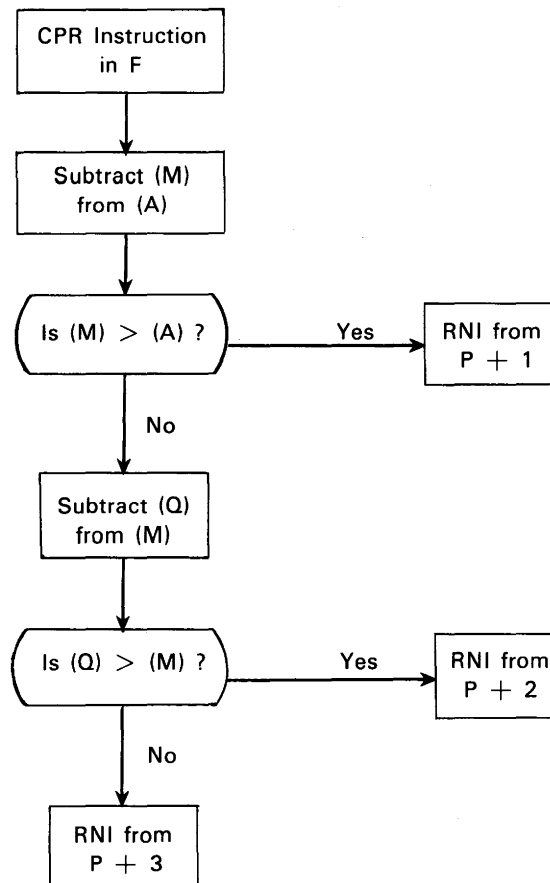 CPR Instruction
in F
Subtract (M)
from (A)
Is (M) > (A) ?
Yes
RNI from
P + 1
No
Subtract (Q)
from (M)
Is (Q) > (M) ?
Yes
RNI from
P + 2
No
RNI from
P + 3